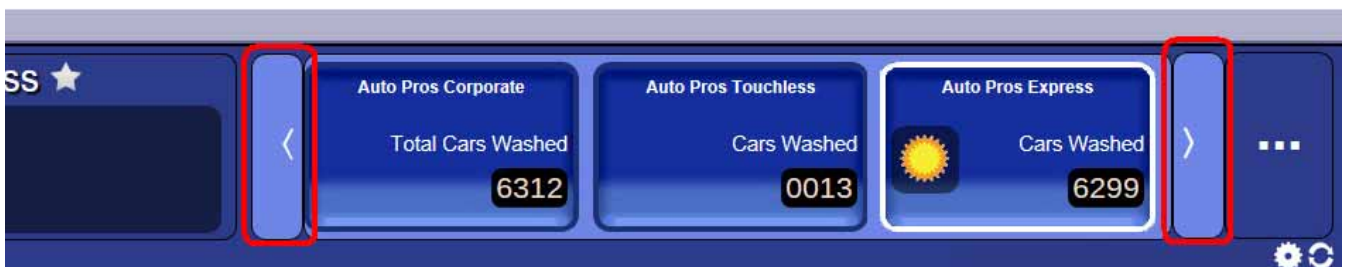 SS
Auto Pros Corporate
Total Cars Washed
6312
Auto Pros Touchless
Cars Washed
0013
Auto Pros Express
Cars Washed
6299
...